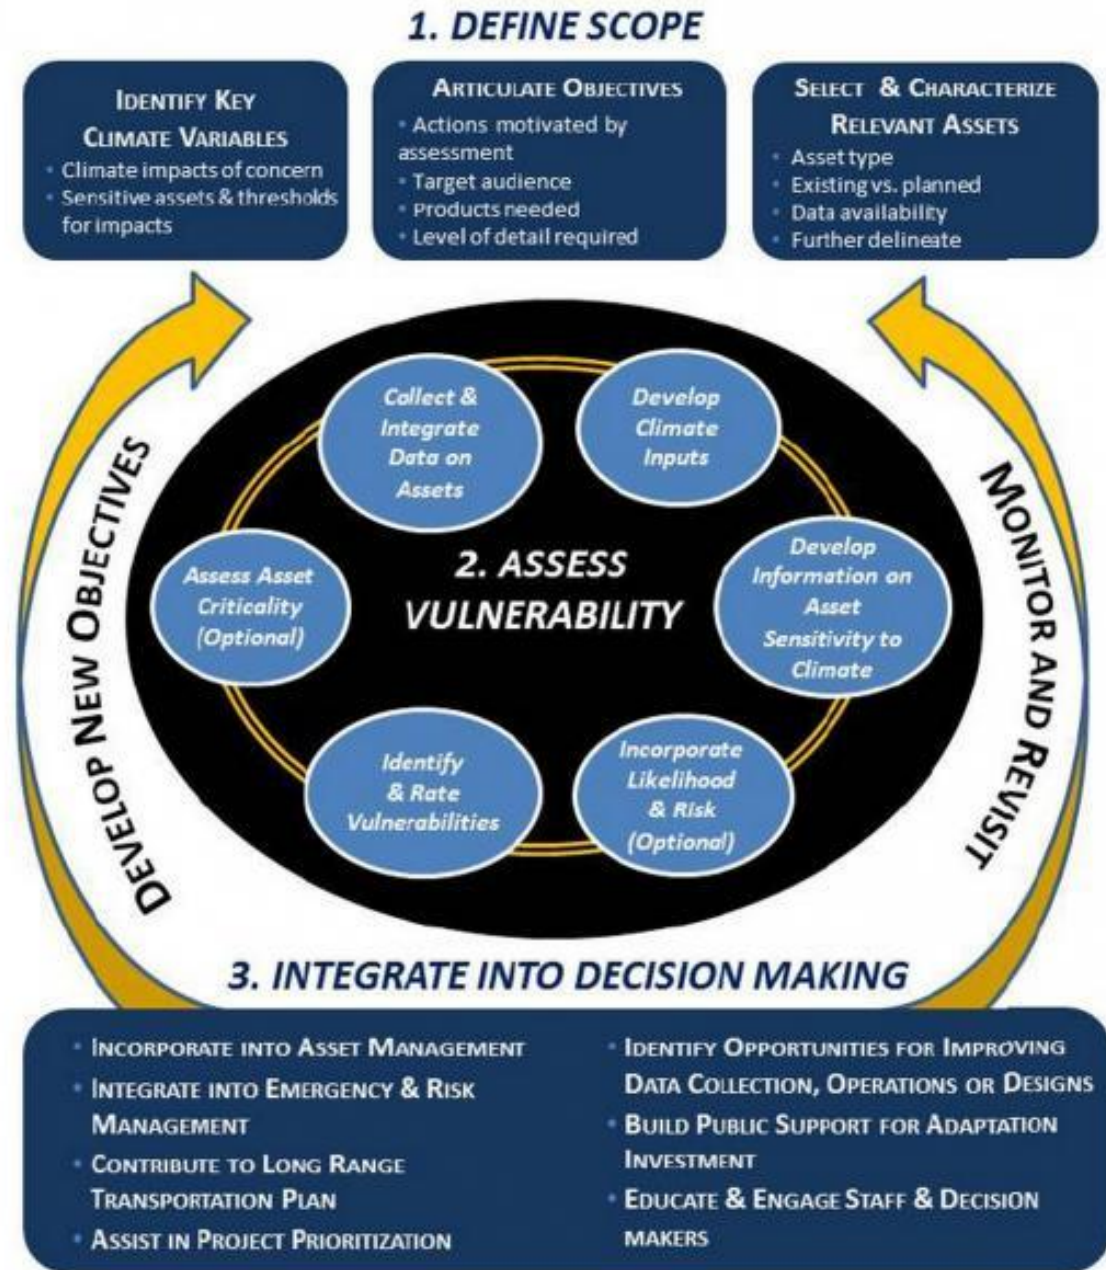 1. DEFINE SCOPE
IDENTIFY KEY
CLIMATE VARIABLES
• Climate impacts of concern
• Sensitive assets & thresholds
for impacts
ARTICULATE OBJECTIVES
• Actions motivated by
assessment
• Target audience
• Products needed
• Level of detail required
SELECT & CHARACTERIZE
RELEVANT ASSETS
• Asset type
• Existing vs. planned
• Data availability
• Further delineate
DEVELOP NEW OBJECTIVES
2. ASSESS
VULNERABILITY
Collect &
Integrate
Data on
Assets
Develop
Climate
Inputs
Develop
Information on
Asset
Sensitivity to
Climate
Incorporate
Likelihood
& Risk
(Optional)
Identify
& Rate
Vulnerabilities
Assess Asset
Criticality
(Optional)
MONITOR AND REVISIT
3. INTEGRATE INTO DECISION MAKING
• INCORPORATE INTO ASSET MANAGEMENT
• INTEGRATE INTO EMERGENCY & RISK
MANAGEMENT
• CONTRIBUTE TO LONG RANGE
TRANSPORTATION PLAN
• ASSIST IN PROJECT PRIORITIZATION
• IDENTIFY OPPORTUNITIES FOR IMPROVING
DATA COLLECTION, OPERATIONS OR DESIGNS
• BUILD PUBLIC SUPPORT FOR ADAPTATION
INVESTMENT
• EDUCATE & ENGAGE STAFF & DECISION
MAKERS